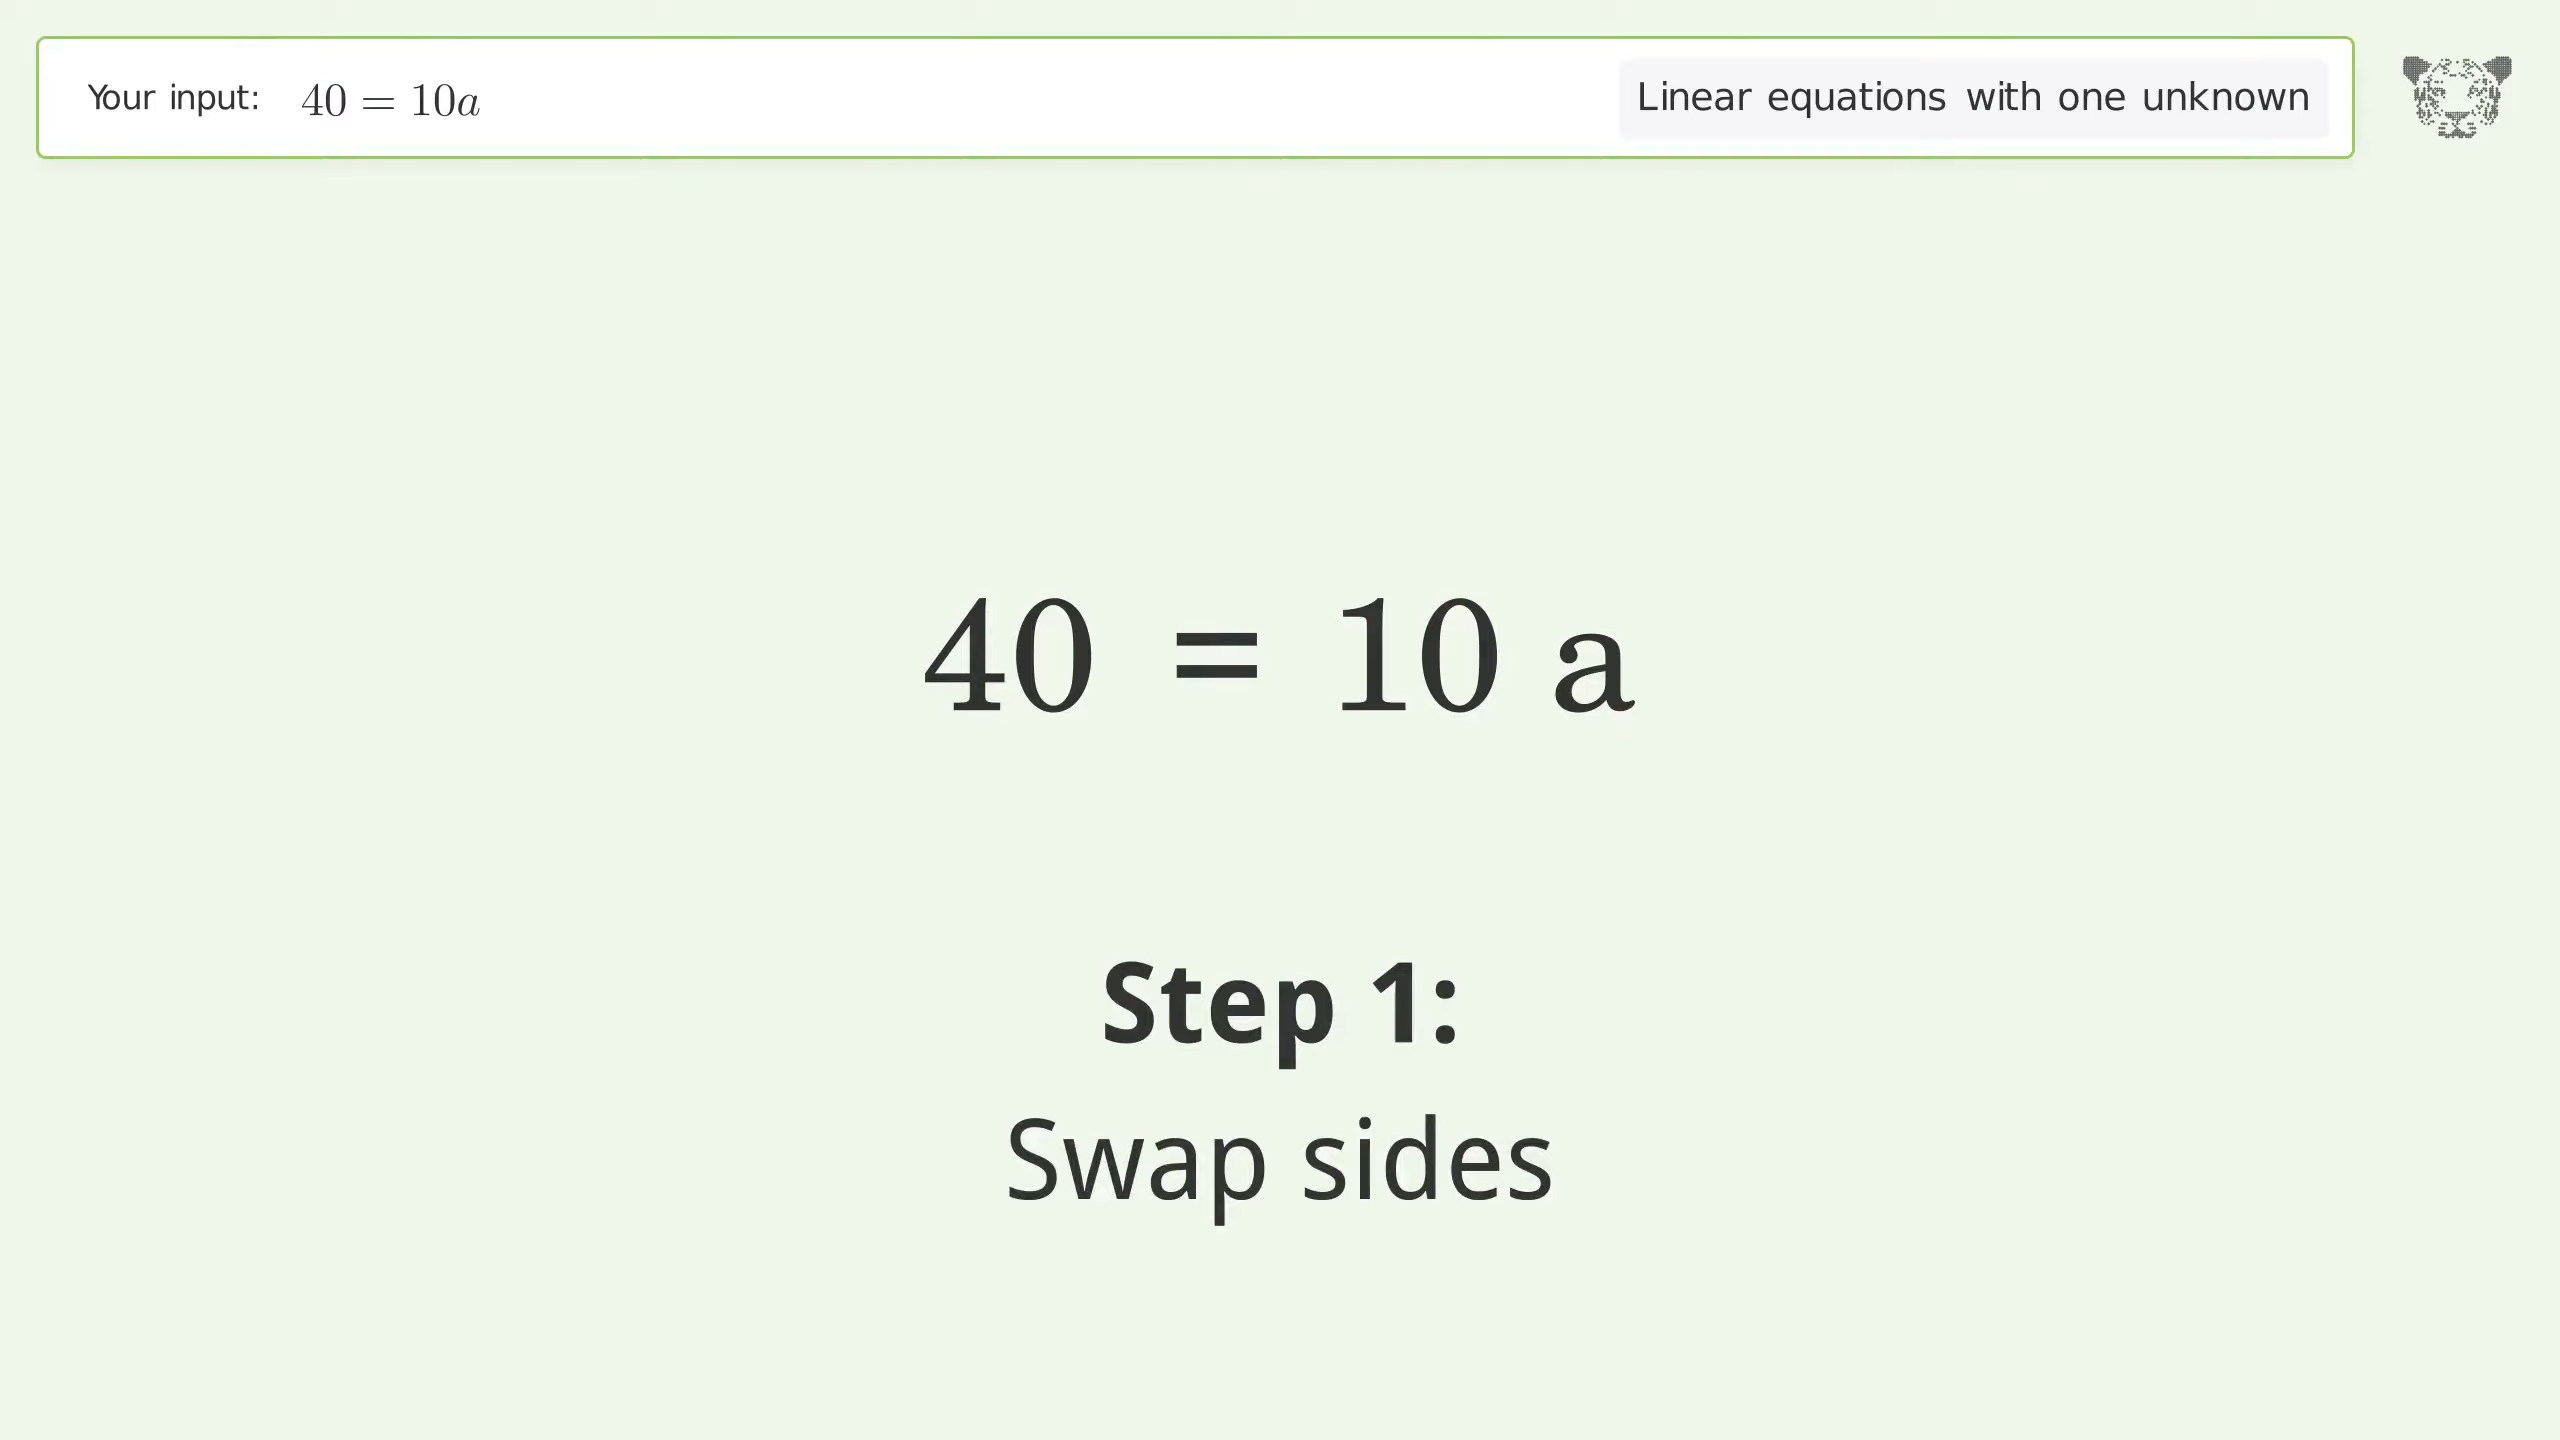 Your input: 40 = 10a
Linear equations with one unknown
40 = 10 a
Step 1:
Swap sides